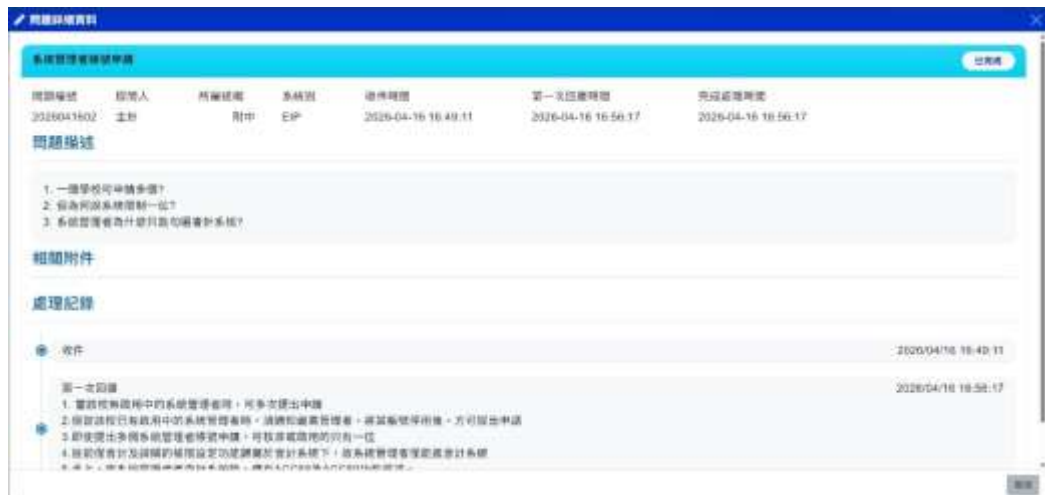 問題詳細資料
系統管理者帳號申請
已完成
問題編號 提問人 所屬組織 系統別 收件時間 第一次回應時間 完成處理時間
2026041602 附中 EIP 2026-04-16 16:49:11 2026-04-16 16:56:17 2026-04-16 16:56:17
問題描述
1. 一個學校可申請多個?
2. 但為何說系統限制一位?
3. 系統管理者為什麼只能勾選會計系統?
相關附件
處理記錄
收件 2026/04/16 16:49:11
第一次回覆 2026/04/16 16:56:17
1. 當該校無啟用中的系統管理者時，可多次提出申請
2.但若該校已有啟用中的系統管理者時，須通知 管理者，將某帳號停用後，方可提出申請
3.即使提出多個系統管理者帳號申請，可核准或啟用的只有一位
4.目前僅會計及 的權限設定功能歸屬於會計系統下，故系統管理者僅能選會計系統